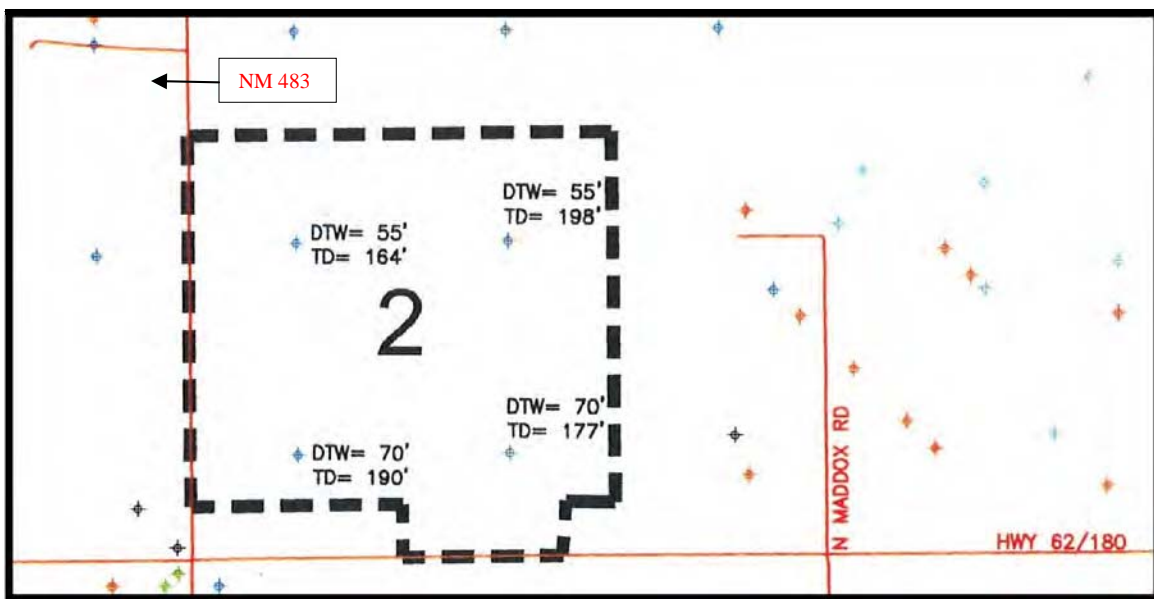 NM 483
DTW= 55'
TD= 198'
DTW= 55'
TD= 164'
2
DTW= 70'
TD= 177'
DTW= 70'
TD= 190'
N MADDOX RD
HWY 62/180